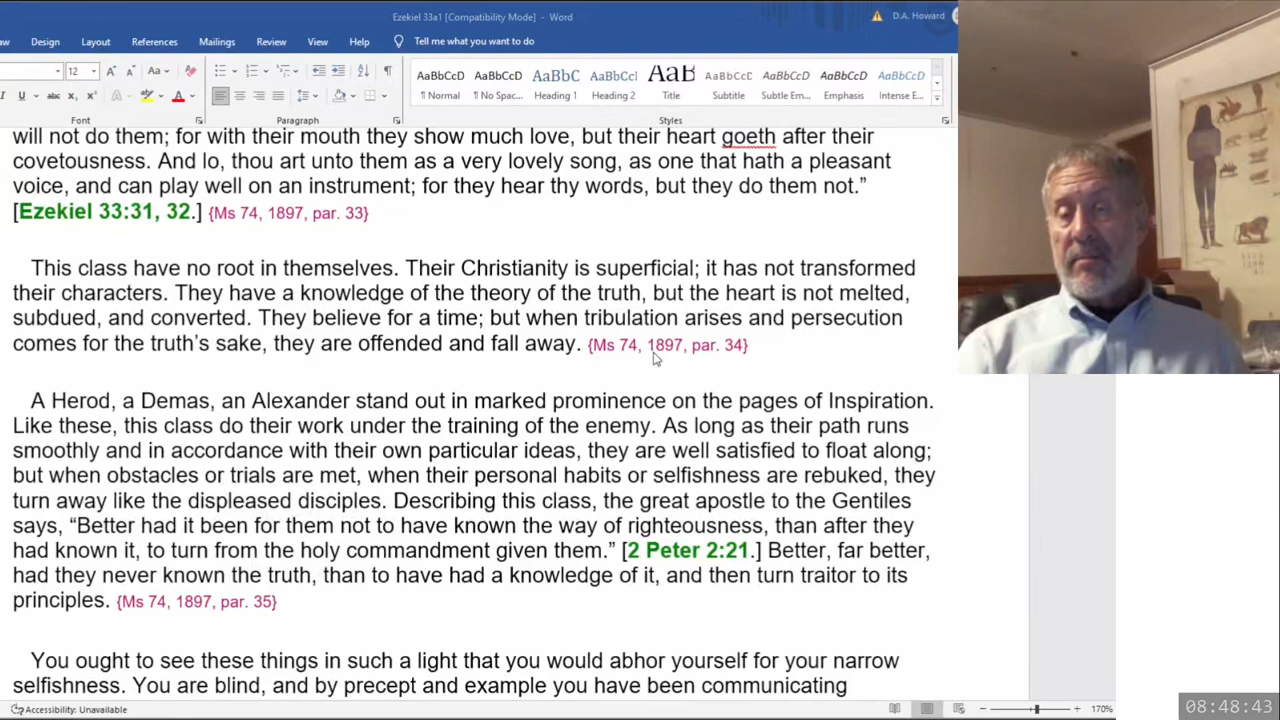 Ezekiel 33a1 [Compatibility Mode] - Word
D.A. Howard
aw Design Layout References Mailings Review View Help Tell me what you want to do
12 Aa
AaBbCcD AaBbCcD AaBbC AaBbCcI AaB AaBbCcD AaBbCcD AaBbCcD AaBbCcD
I U abc X2 X2 A A
¶ Normal ¶ No Spac... Heading 1 Heading 2 Title Subtitle Subtle Em... Emphasis Intense E...
Font Paragraph Styles
will not do them; for with their mouth they show much love, but their heart goeth after their
covetousness. And lo, thou art unto them as a very lovely song, as one that hath a pleasant
voice, and can play well on an instrument; for they hear thy words, but they do them not.”
[Ezekiel 33:31, 32.] {Ms 74, 1897, par. 33}
This class have no root in themselves. Their Christianity is superficial; it has not transformed
their characters. They have a knowledge of the theory of the truth, but the heart is not melted,
subdued, and converted. They believe for a time; but when tribulation arises and persecution
comes for the truth’s sake, they are offended and fall away. {Ms 74, 1897, par. 34}
A Herod, a Demas, an Alexander stand out in marked prominence on the pages of Inspiration.
Like these, this class do their work under the training of the enemy. As long as their path runs
smoothly and in accordance with their own particular ideas, they are well satisfied to float along;
but when obstacles or trials are met, when their personal habits or selfishness are rebuked, they
turn away like the displeased disciples. Describing this class, the great apostle to the Gentiles
says, “Better had it been for them not to have known the way of righteousness, than after they
had known it, to turn from the holy commandment given them.” [2 Peter 2:21.] Better, far better,
had they never known the truth, than to have had a knowledge of it, and then turn traitor to its
principles. {Ms 74, 1897, par. 35}
You ought to see these things in such a light that you would abhor yourself for your narrow
selfishness. You are blind, and by precept and example you have been communicating
Accessibility: Unavailable
170%
08:48:43